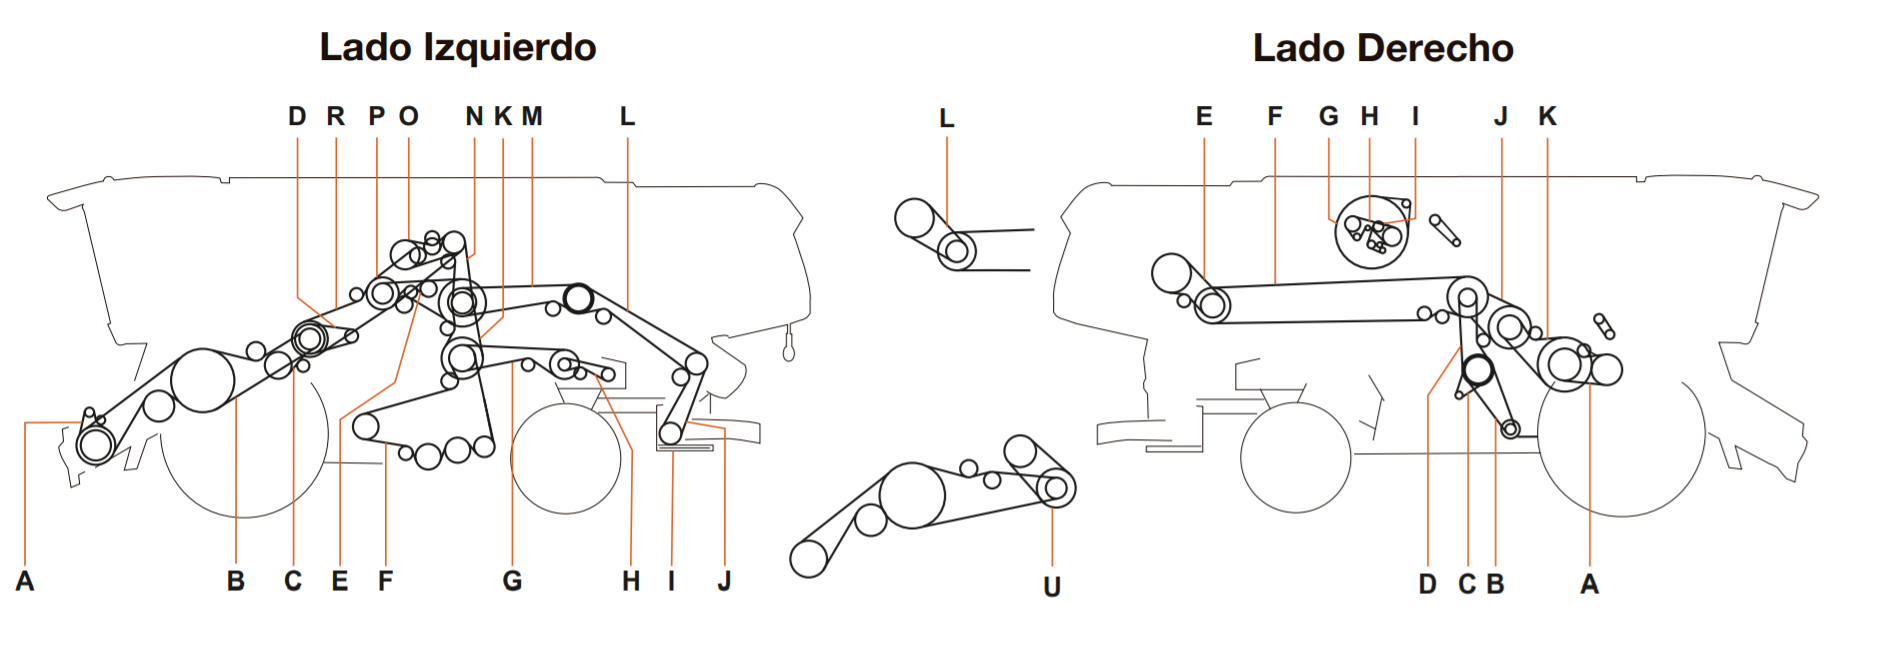 Lado Izquierdo
Lado Derecho
D R P O N K M L
L
E F G H I J K
A B C E F G H I J
U
D C B A